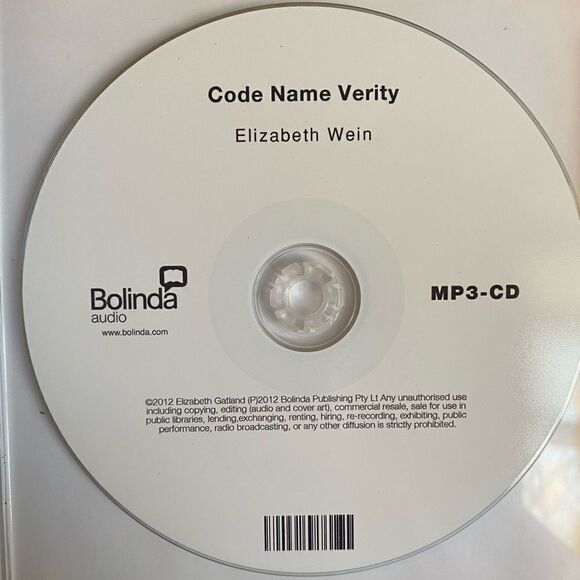 Code Name Verity
Elizabeth Wein
Bolinda
audio
www.bolinda.com
MP3-CD
©2012 Elizabeth Gatland (P)2012 Bolinda Publishing Pty Lt Any unauthorised use
including copying, editing (audio and cover art), commercial resale, sale for use in
public libraries, lending,exchanging, renting, hiring, re-recording, exhibiting, public
performance, radio broadcasting, or any other diffusion is strictly prohibited.